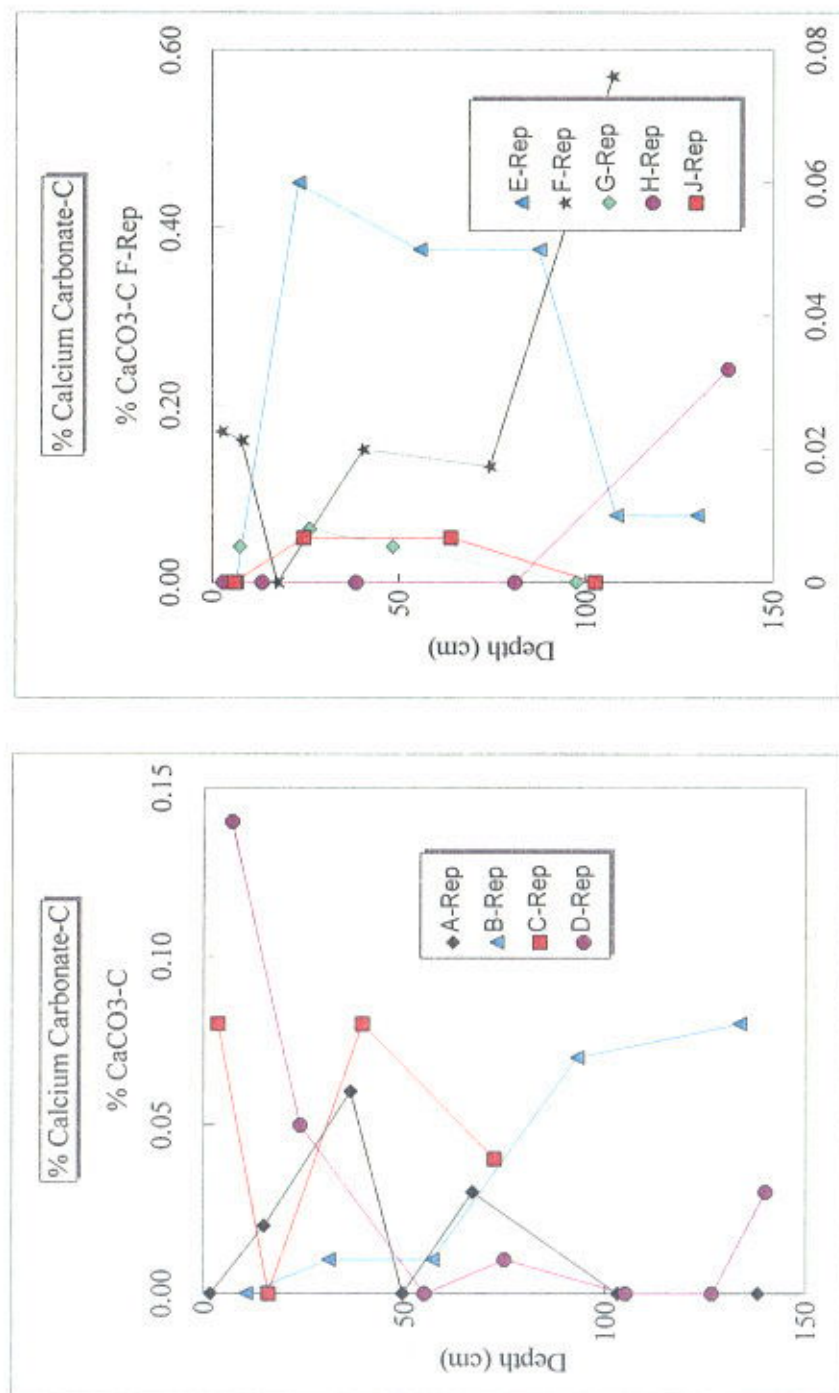 % Calcium Carbonate-C
% CaCO3-C
0.00
0.05
0.10
0.15
0
50
100
150
Depth (cm)
A-Rep
B-Rep
C-Rep
D-Rep
% Calcium Carbonate-C
% CaCO3-C F-Rep
0.00
0.20
0.40
0.60
0
50
100
150
Depth (cm)
E-Rep
F-Rep
G-Rep
H-Rep
J-Rep
0
0.02
0.04
0.06
0.08